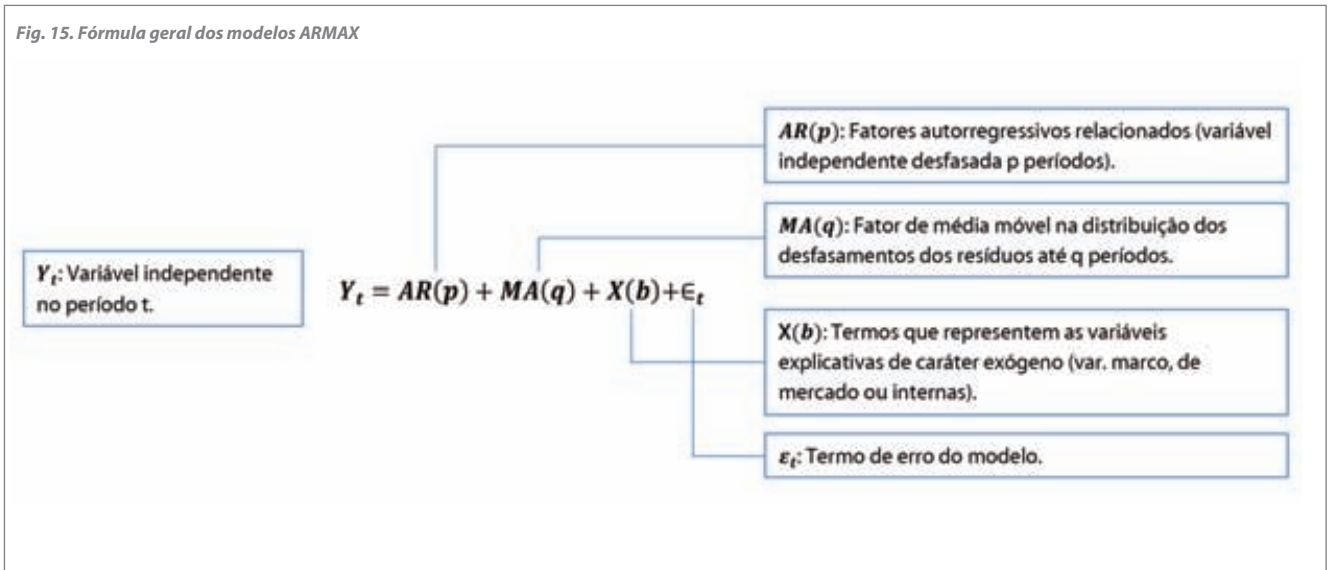 Fig. 15. Fórmula geral dos modelos ARMAX
AR(p): Fatores autorregressivos relacionados (variável
independente desfasada p períodos).
MA(q): Fator de média móvel na distribuição dos
desfasamentos dos resíduos até q períodos.
Y_t: Variável independente
no período t.
Y_t = AR(p) + MA(q) + X(b)+∈_t
X(b): Termos que representem as variáveis
explicativas de caráter exógeno (var. marco, de
mercado ou internas).
ε_t: Termo de erro do modelo.